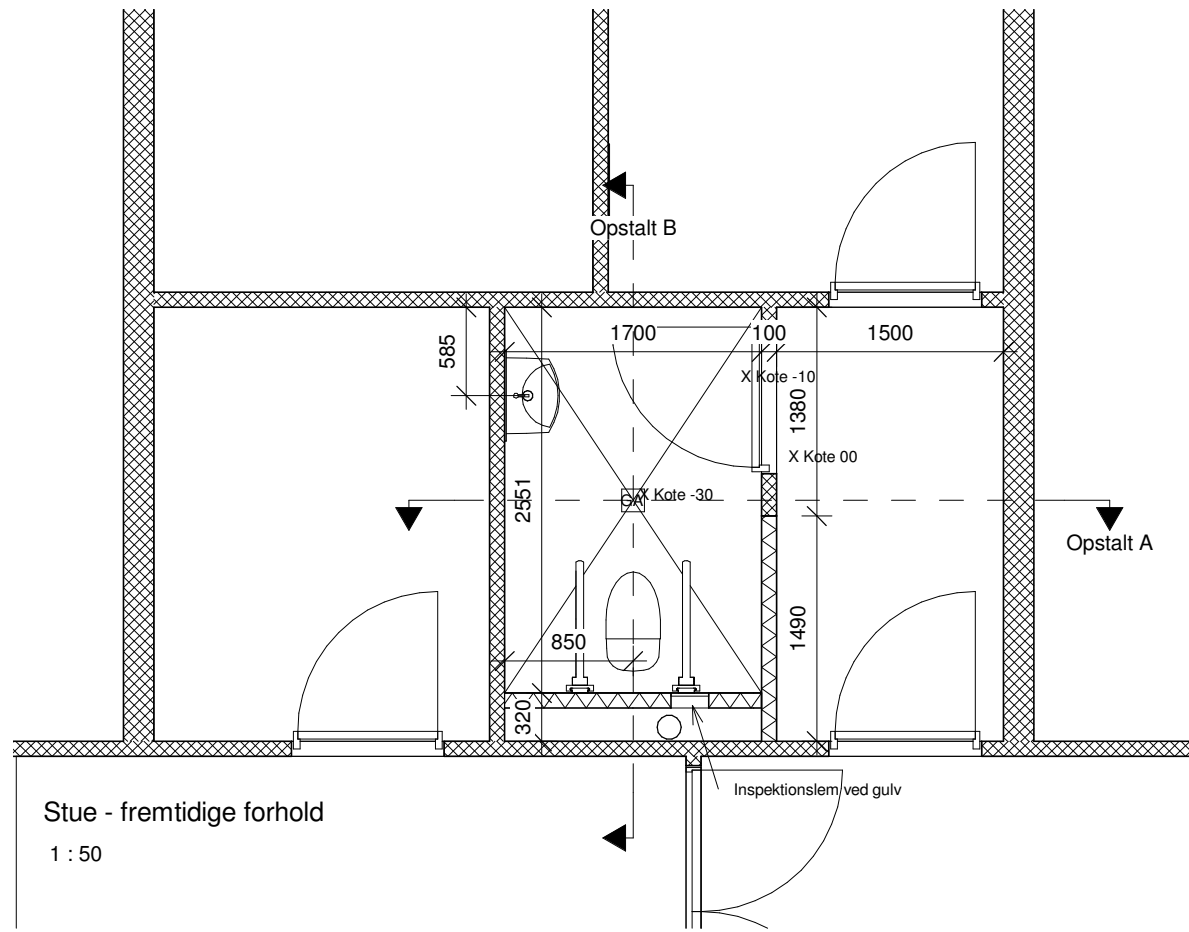 Opstalt B
1700
100
1500
585
X Kote -10
1380
X Kote 00
2551
GA
X Kote -30
Opstalt A
1490
850
320
Inspektionslem ved gulv
Stue - fremtidige forhold
1 : 50